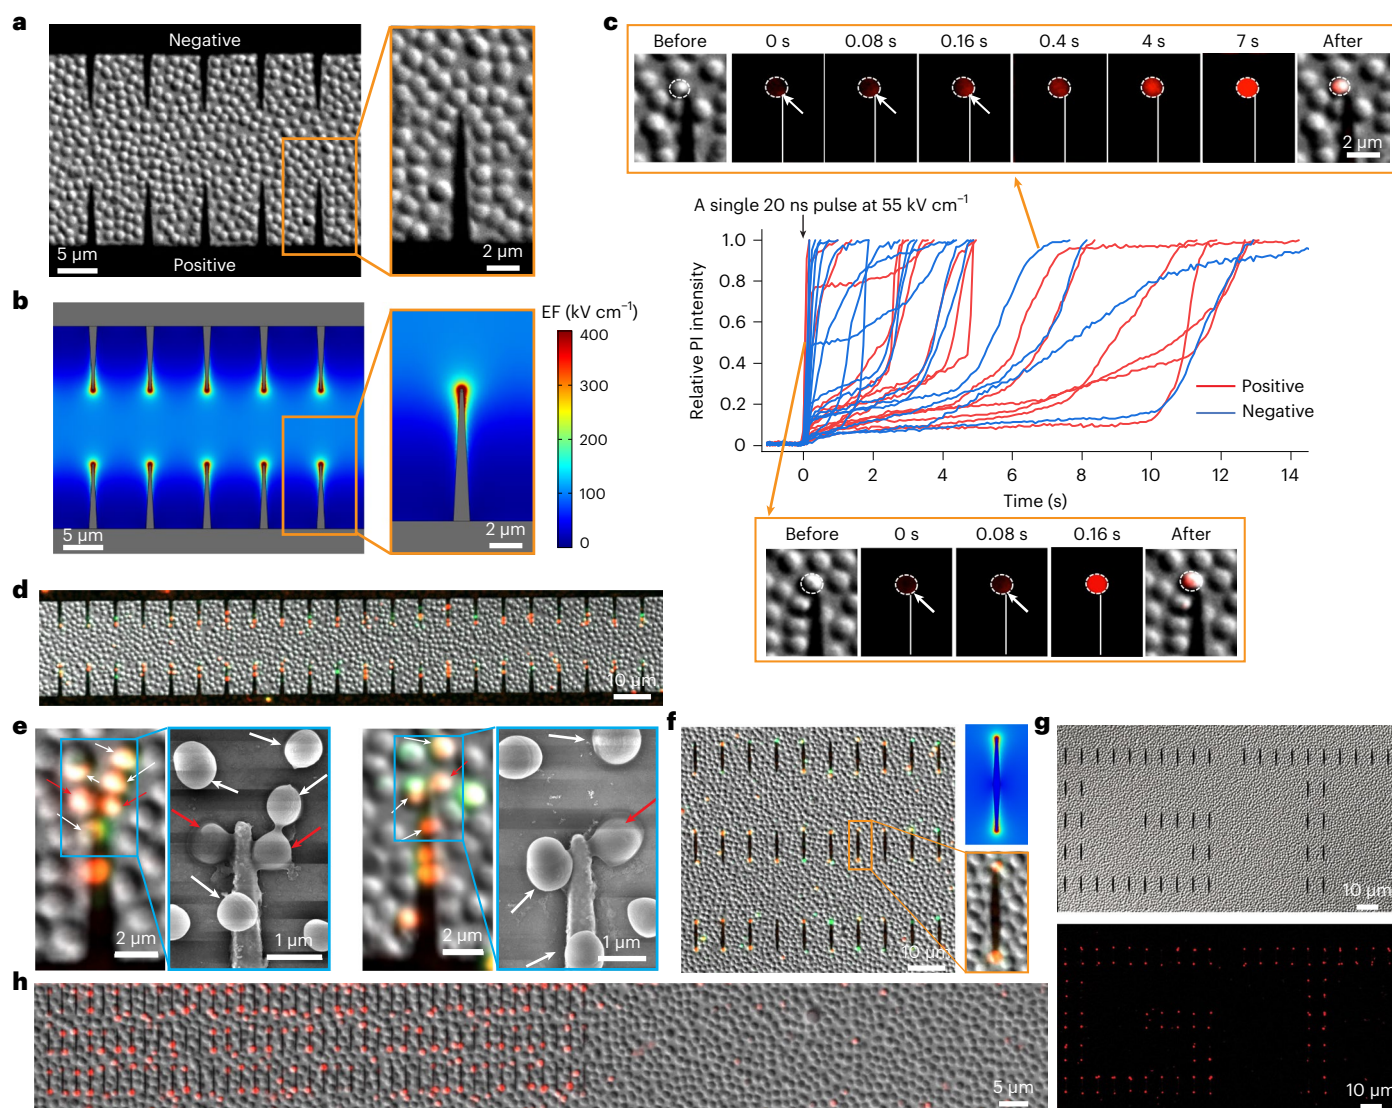 a
Negative
Positive
5 µm
2 µm
b
EF (kV cm⁻¹)
400
300
200
100
0
5 µm
2 µm
c
Before 0 s 0.08 s 0.16 s 0.4 s 4 s 7 s After
2 µm
A single 20 ns pulse at 55 kV cm⁻¹
Relative PI intensity
1.0
0.8
0.6
0.4
0.2
0
0 2 4 6 8 10 12 14
Time (s)
Positive
Negative
Before 0 s 0.08 s 0.16 s After
d
10 µm
e
2 µm
1 µm
2 µm
1 µm
f
10 µm
g
10 µm
10 µm
h
5 µm